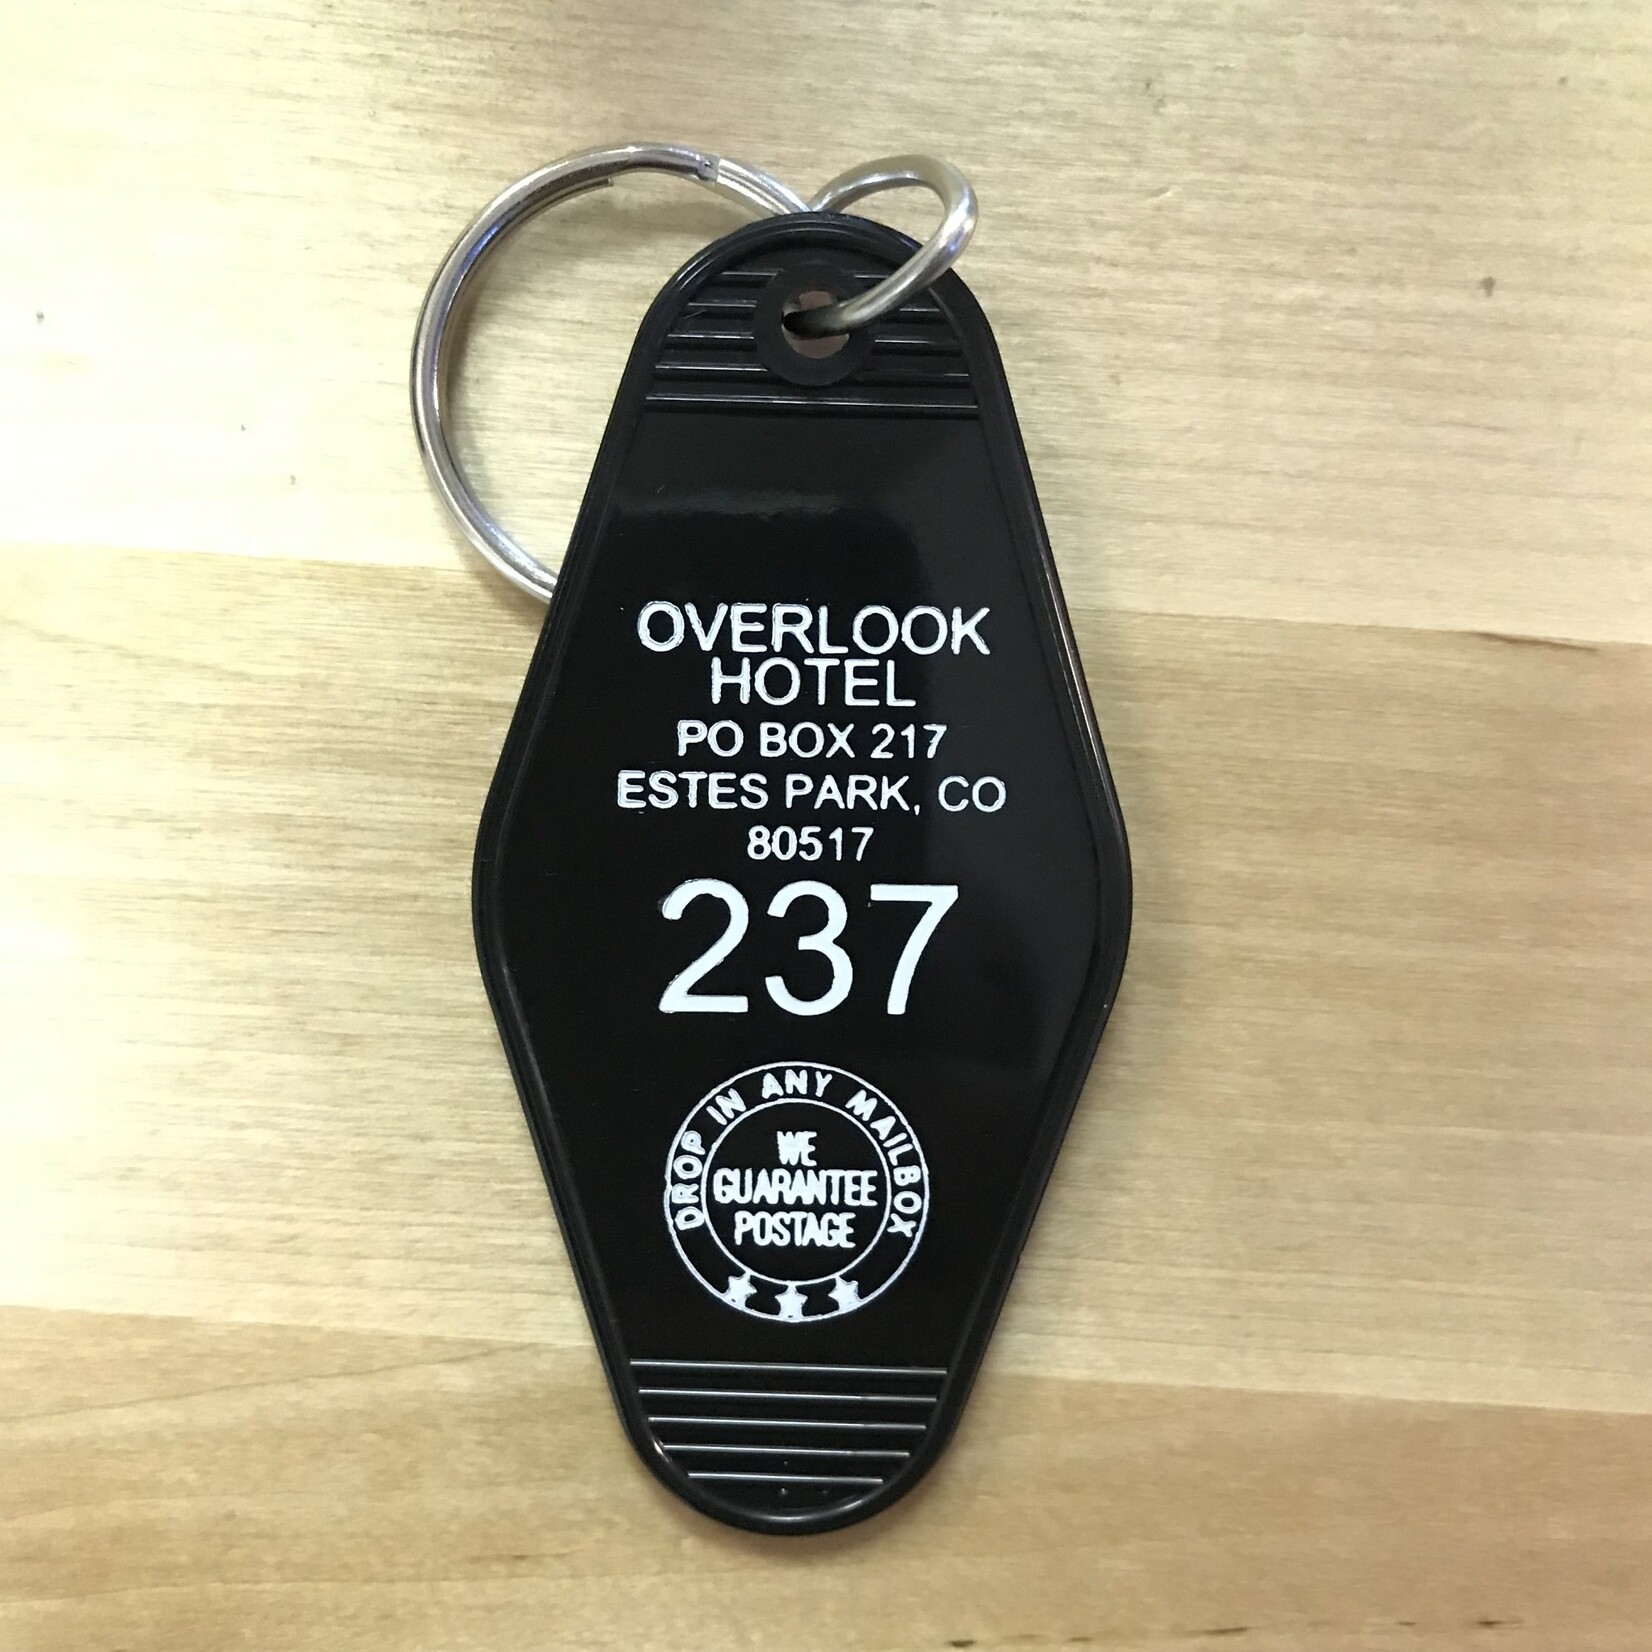 OVERLOOK
HOTEL
PO BOX 217
ESTES PARK, CO
80517
237
DROP IN ANY MAILBOX
WE
GUARANTEE
POSTAGE